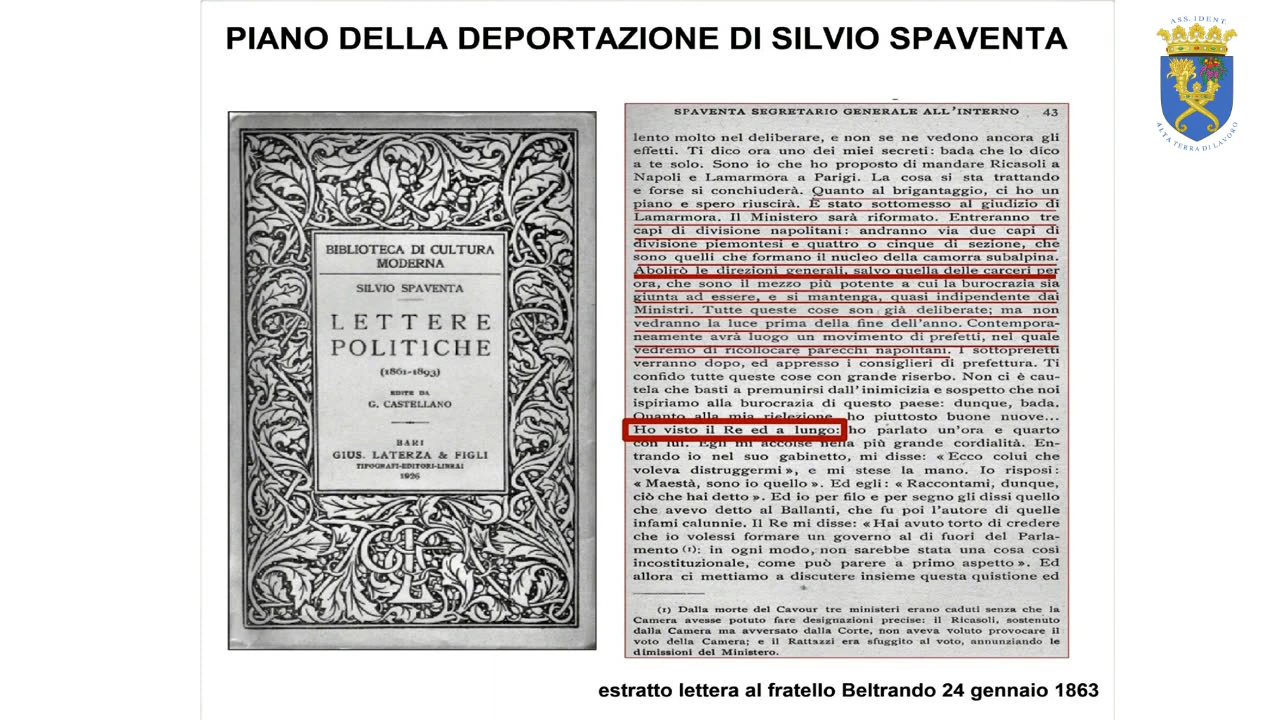 PIANO DELLA DEPORTAZIONE DI SILVIO SPAVENTA
ASS. IDENT.
ALTA TERRA DI LAVORO
BIBLIOTECA DI CULTURA
MODERNA
SILVIO SPAVENTA
LETTERE
POLITICHE
(1861-1893)
EDITE DA
G. CASTELLANO
BARI
GIUS. LATERZA & FIGLI
TIPOGRAFI-EDITORI-LIBRAI
1926
SPAVENTA SEGRETARIO GENERALE ALL'INTERNO 43
lento molto nel deliberare, e non se ne vedono ancora gli
effetti. Ti dico ora uno dei miei secreti: bada che lo dico
a te solo. Sono io che ho proposto di mandare Ricasoli a
Napoli e Lamarmora a Parigi. La cosa si sta trattando
e forse si conchiuderà. Quanto al brigantaggio, ci ho un
piano e spero riuscirà. È stato sottomesso al giudizio di
Lamarmora. Il Ministero sarà riformato. Entreranno tre
capi di divisione napolitani: andranno via due capi di
divisione piemontesi e quattro o cinque di sezione, che
sono quelli che formano il nucleo della camorra subalpina.
Abolirò le direzioni generali, salvo quella delle carceri per
ora, che sono il mezzo più potente a cui la burocrazia sia
giunta ad essere, e si mantenga, quasi indipendente dai
Ministri. Tutte queste cose son già deliberate; ma non
vedranno la luce prima della fine dell'anno. Contempora-
neamente avrà luogo un movimento di prefetti, nel quale
vedremo di ricollocare parecchi napolitani. I sottoprefetti
verranno dopo, ed appresso i consiglieri di prefettura. Ti
confido tutte queste cose con grande riserbo. Non ci è cau-
tela che basti a premunirsi dall'inimicizia e sospetto che noi
ispiriamo alla burocrazia di questo paese: dunque, bada.
Quanto alla mia rielezione, ho piuttosto buone nuove...
Ho visto il Re ed a lungo: ho parlato un'ora e quarto
con lui. Egli mi accolse nella più grande cordialità. En-
trando io nel suo gabinetto, mi disse: «Ecco colui che
voleva distruggermi», e mi stese la mano. Io risposi:
«Maestà, sono io quello». Ed egli: «Raccontami, dunque,
ciò che hai detto». Ed io per filo e per segno gli dissi quello
che avevo detto al Ballanti, che fu poi l'autore di quelle
infami calunnie. Il Re mi disse: «Hai avuto torto di credere
che io volessi formare un governo al di fuori del Parla-
mento (1): in ogni modo, non sarebbe stata una cosa così
incostituzionale, come può parere a primo aspetto». Ed
allora ci mettiamo a discutere insieme questa quistione ed
(1) Dalla morte del Cavour tre ministeri erano caduti senza che la
Camera avesse potuto fare designazioni precise: il Ricasoli, sostenuto
dalla Camera ma avversato dalla Corte, non aveva voluto provocare il
voto della Camera; e il Rattazzi era sfuggito al voto, annunziando le
dimissioni del Ministero.
estratto lettera al fratello Beltrando 24 gennaio 1863